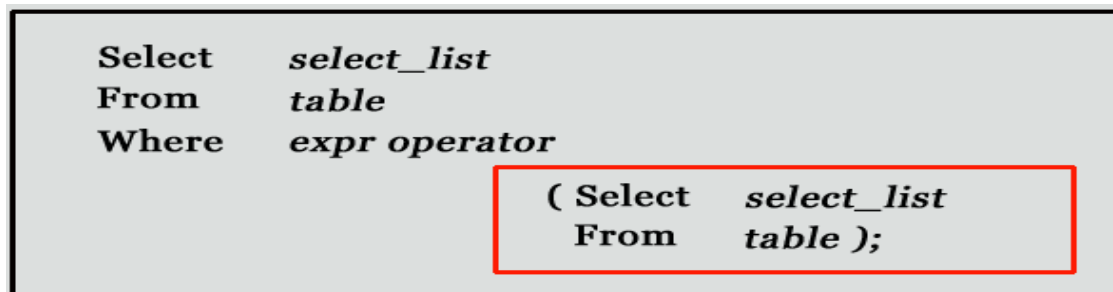 Select select_list
From table
Where expr operator
( Select select_list
From table );